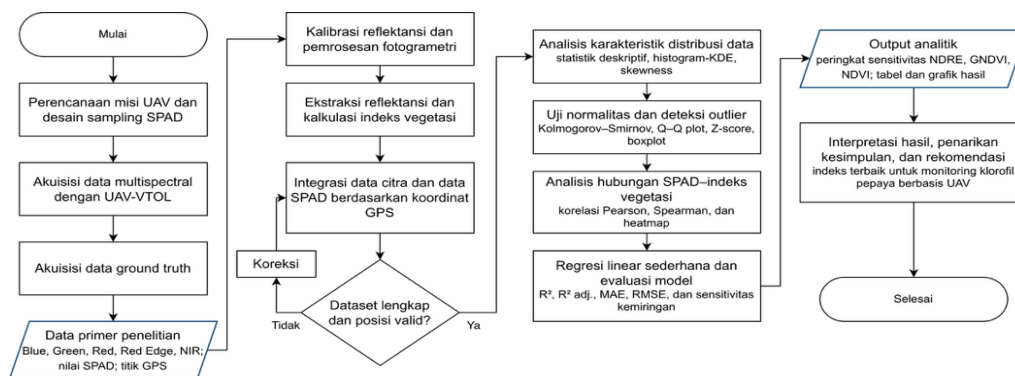 Mulai
Perencanaan misi UAV dan
desain sampling SPAD
Akuisisi data multispectral
dengan UAV-VTOL
Akuisisi data ground truth
Data primer penelitian
Blue, Green, Red, Red Edge, NIR;
nilai SPAD; titik GPS
Kalibrasi reflektansi dan
pemrosesan fotogrametri
Ekstraksi reflektansi dan
kalkulasi indeks vegetasi
Integrasi data citra dan data
SPAD berdasarkan koordinat
GPS
Koreksi
Dataset lengkap
dan posisi valid?
Tidak
Ya
Analisis karakteristik distribusi data
statistik deskriptif, histogram-KDE,
skewness
Uji normalitas dan deteksi outlier
Kolmogorov–Smirnov, Q–Q plot, Z-score,
boxplot
Analisis hubungan SPAD–indeks
vegetasi
korelasi Pearson, Spearman, dan
heatmap
Regresi linear sederhana dan
evaluasi model
R², R² adj., MAE, RMSE, dan sensitivitas
kemiringan
Output analitik
peringkat sensitivitas NDRE, GNDVI,
NDVI; tabel dan grafik hasil
Interpretasi hasil, penarikan
kesimpulan, dan rekomendasi
indeks terbaik untuk monitoring klorofil
pepaya berbasis UAV
Selesai